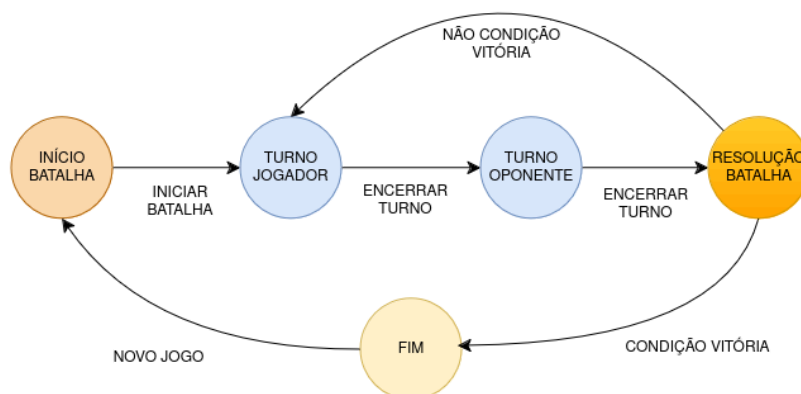 NÃO CONDIÇÃO
VITÓRIA
INÍCIO
BATALHA
INICIAR
BATALHA
TURNO
JOGADOR
ENCERRAR
TURNO
TURNO
OPONENTE
ENCERRAR
TURNO
RESOLUÇÃO
BATALHA
NOVO JOGO
FIM
CONDIÇÃO VITÓRIA